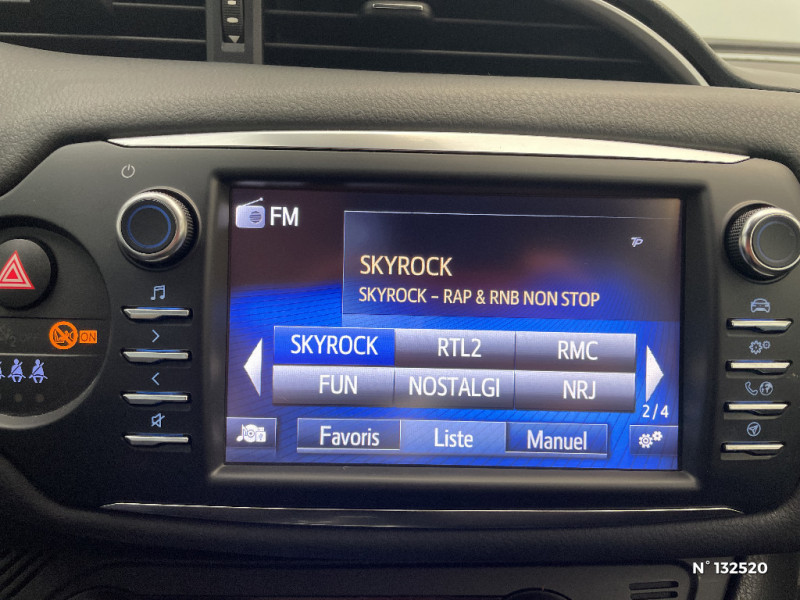 FM
TP
SKYROCK
SKYROCK - RAP & RNB NON STOP
SKYROCK RTL2 RMC
FUN NOSTALGI NRJ
2/4
Favoris Liste Manuel
ON
N° 132520